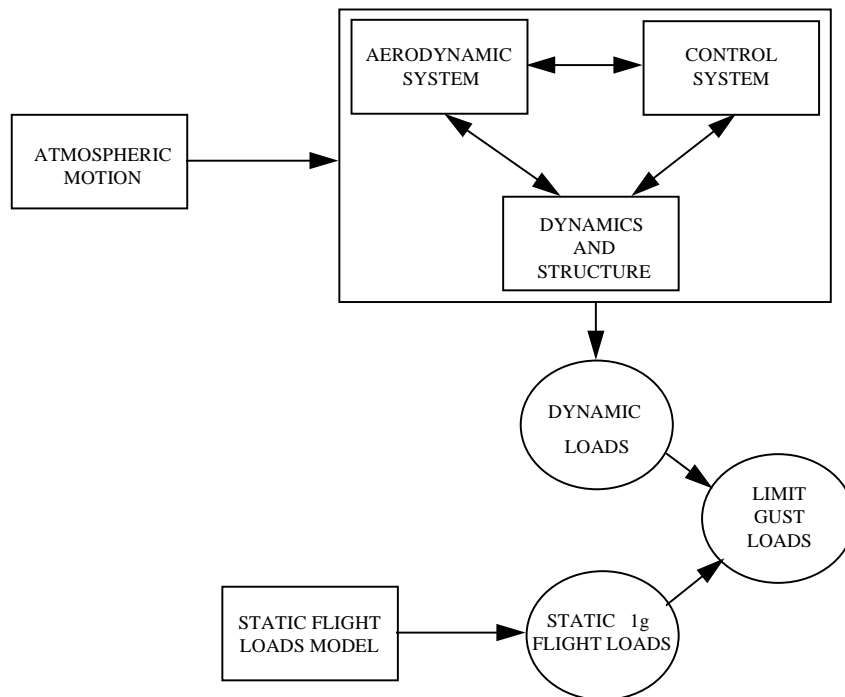 AERODYNAMIC
SYSTEM
CONTROL
SYSTEM
ATMOSPHERIC
MOTION
DYNAMICS
AND
STRUCTURE
DYNAMIC
LOADS
LIMIT
GUST
LOADS
STATIC FLIGHT
LOADS MODEL
STATIC 1g
FLIGHT LOADS